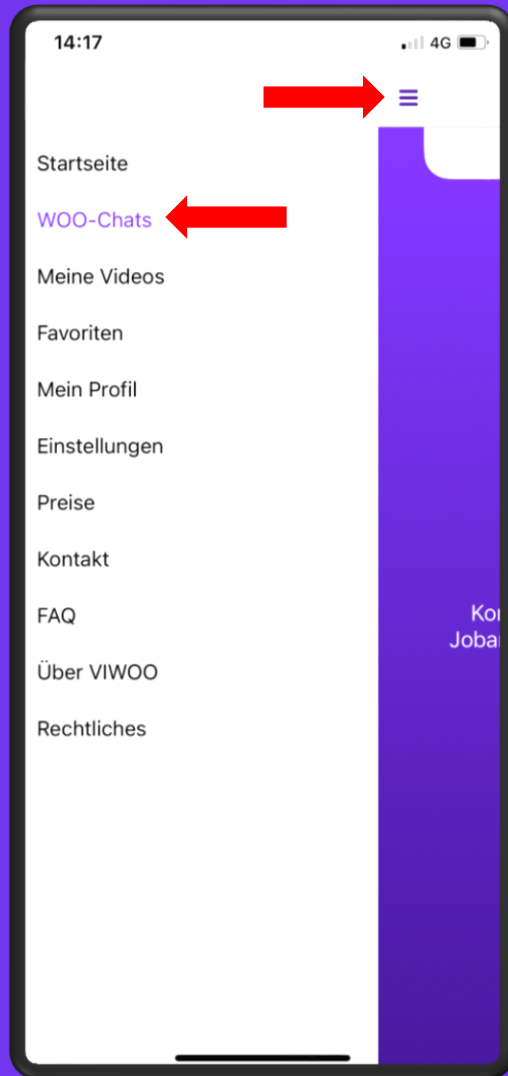 14:17
4G
Startseite
WOO-Chats
Meine Videos
Favoriten
Mein Profil
Einstellungen
Preise
Kontakt
FAQ
Über VIWOO
Rechtliches